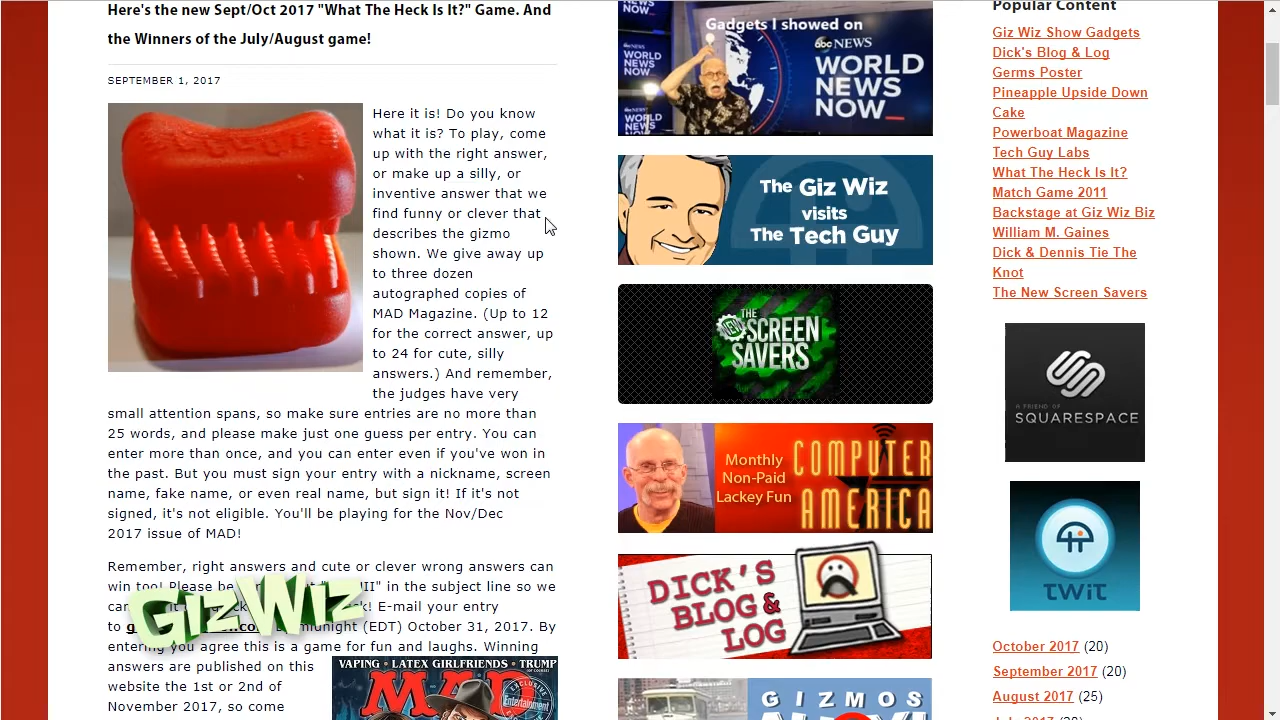 Here's the new Sept/Oct 2017 "What The Heck Is It?" Game. And
the Winners of the July/August game!
SEPTEMBER 1, 2017
Here it is! Do you know
what it is? To play, come
up with the right answer,
or make up a silly, or
inventive answer that we
find funny or clever that
describes the gizmo
shown. We give away up
to three dozen
autographed copies of
MAD Magazine. (Up to 12
for the correct answer, up
to 24 for cute, silly
answers.) And remember,
the judges have very
small attention spans, so make sure entries are no more than
25 words, and please make just one guess per entry. You can
enter more than once, and you can enter even if you've won in
the past. But you must sign your entry with a nickname, screen
name, fake name, or even real name, but sign it! If it's not
signed, it's not eligible. You'll be playing for the Nov/Dec
2017 issue of MAD!
Remember, right answers and cute or clever wrong answers can
win too! Please be in the subject line so we
can E-mail your entry
to midnight (EDT) October 31, 2017. By
entering you agree this is a game for fun and laughs. Winning
answers are published on this
website the 1st or 2nd of
November 2017, so come
GizWiz
VAPING • LATEX GIRLFRIENDS • TRUMP
MAD
Gadgets I showed on
abc NEWS
WORLD
NEWS
NOW
WORLD
NEWS
NOW
The Giz Wiz
visits
The Tech Guy
THE
NEW
SCREEN
SAVERS
Monthly
Non-Paid
Lackey Fun
COMPUTER
AMERICA
DICK'S
BLOG &
LOG
GIZMOS
Popular Content
Giz Wiz Show Gadgets
Dick's Blog & Log
Germs Poster
Pineapple Upside Down
Cake
Powerboat Magazine
Tech Guy Labs
What The Heck Is It?
Match Game 2011
Backstage at Giz Wiz Biz
William M. Gaines
Dick & Dennis Tie The
Knot
The New Screen Savers
A FRIEND OF
SQUARESPACE
TWiT
October 2017 (20)
September 2017 (20)
August 2017 (25)